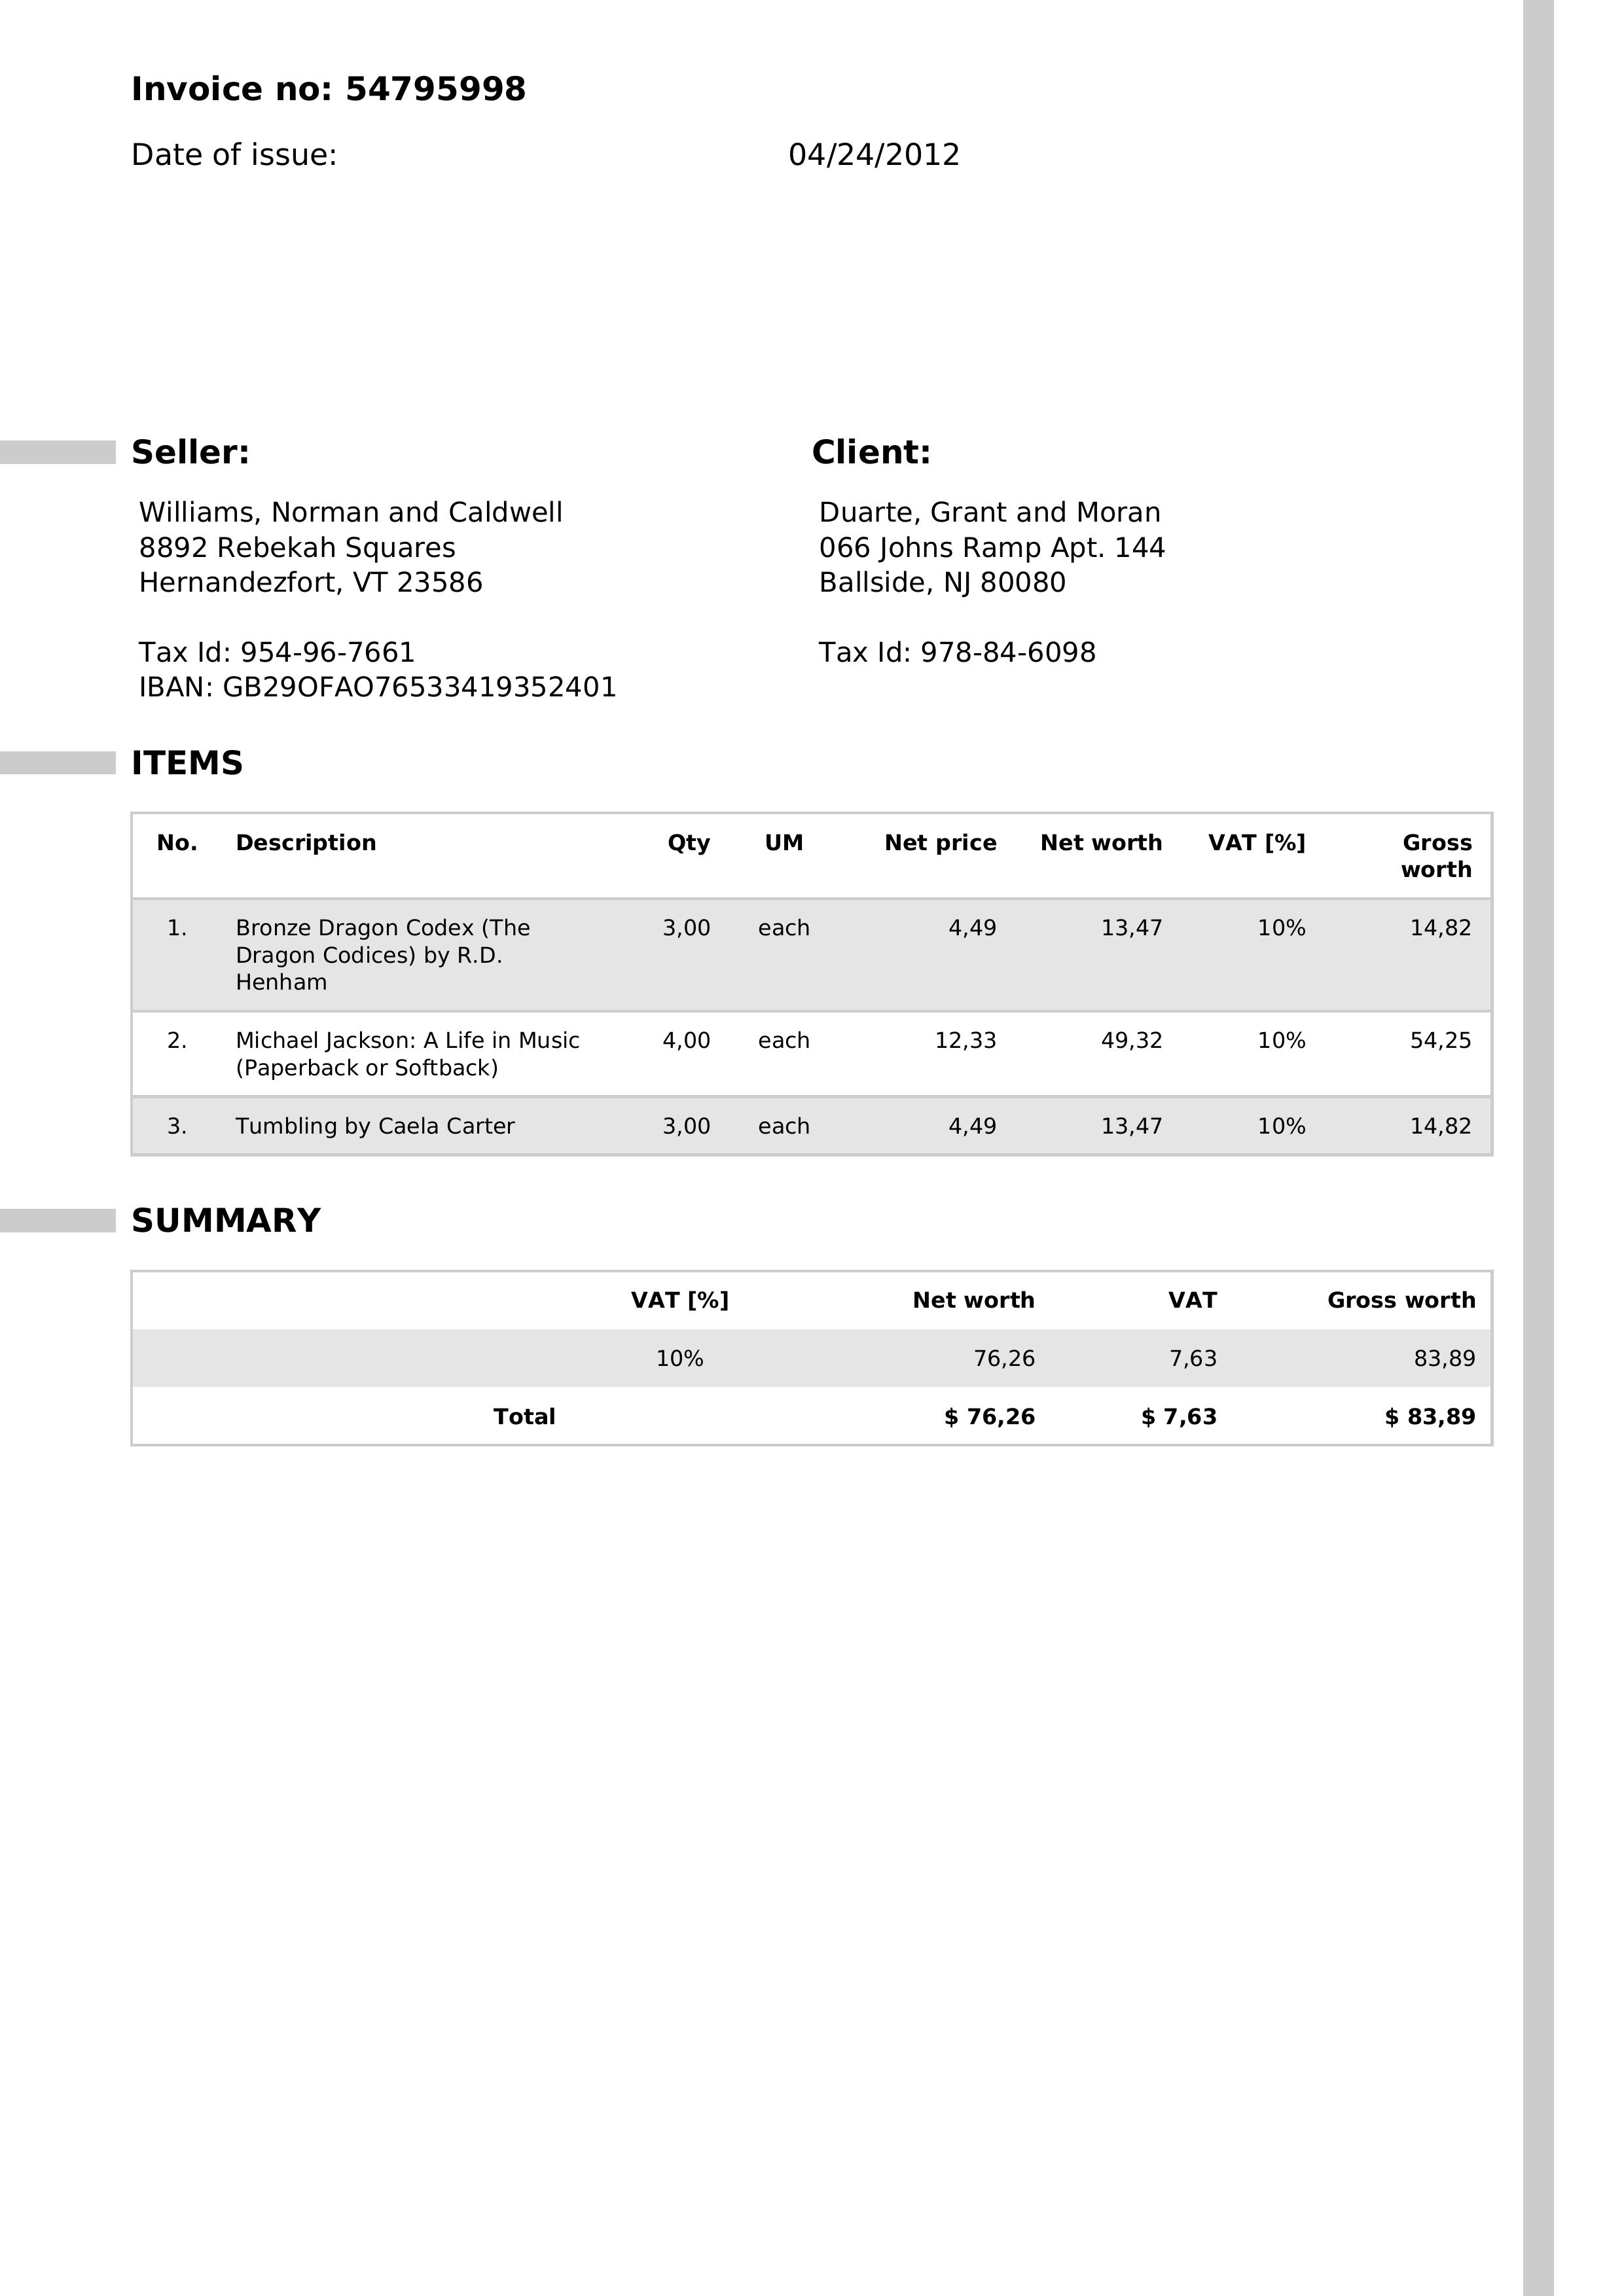 Invoice no: 54795998
Date of issue: 04/24/2012
Seller:
Williams, Norman and Caldwell
8892 Rebekah Squares
Hernandezfort, VT 23586
Tax Id: 954-96-7661
IBAN: GB29OFAO76533419352401
Client:
Duarte, Grant and Moran
066 Johns Ramp Apt. 144
Ballside, NJ 80080
Tax Id: 978-84-6098
ITEMS
No. Description Qty UM Net price Net worth VAT [%] Gross
worth
1. Bronze Dragon Codex (The 3,00 each 4,49 13,47 10% 14,82
Dragon Codices) by R.D.
Henham
2. Michael Jackson: A Life in Music 4,00 each 12,33 49,32 10% 54,25
(Paperback or Softback)
3. Tumbling by Caela Carter 3,00 each 4,49 13,47 10% 14,82
SUMMARY
VAT [%] Net worth VAT Gross worth
10% 76,26 7,63 83,89
Total $ 76,26 $ 7,63 $ 83,89